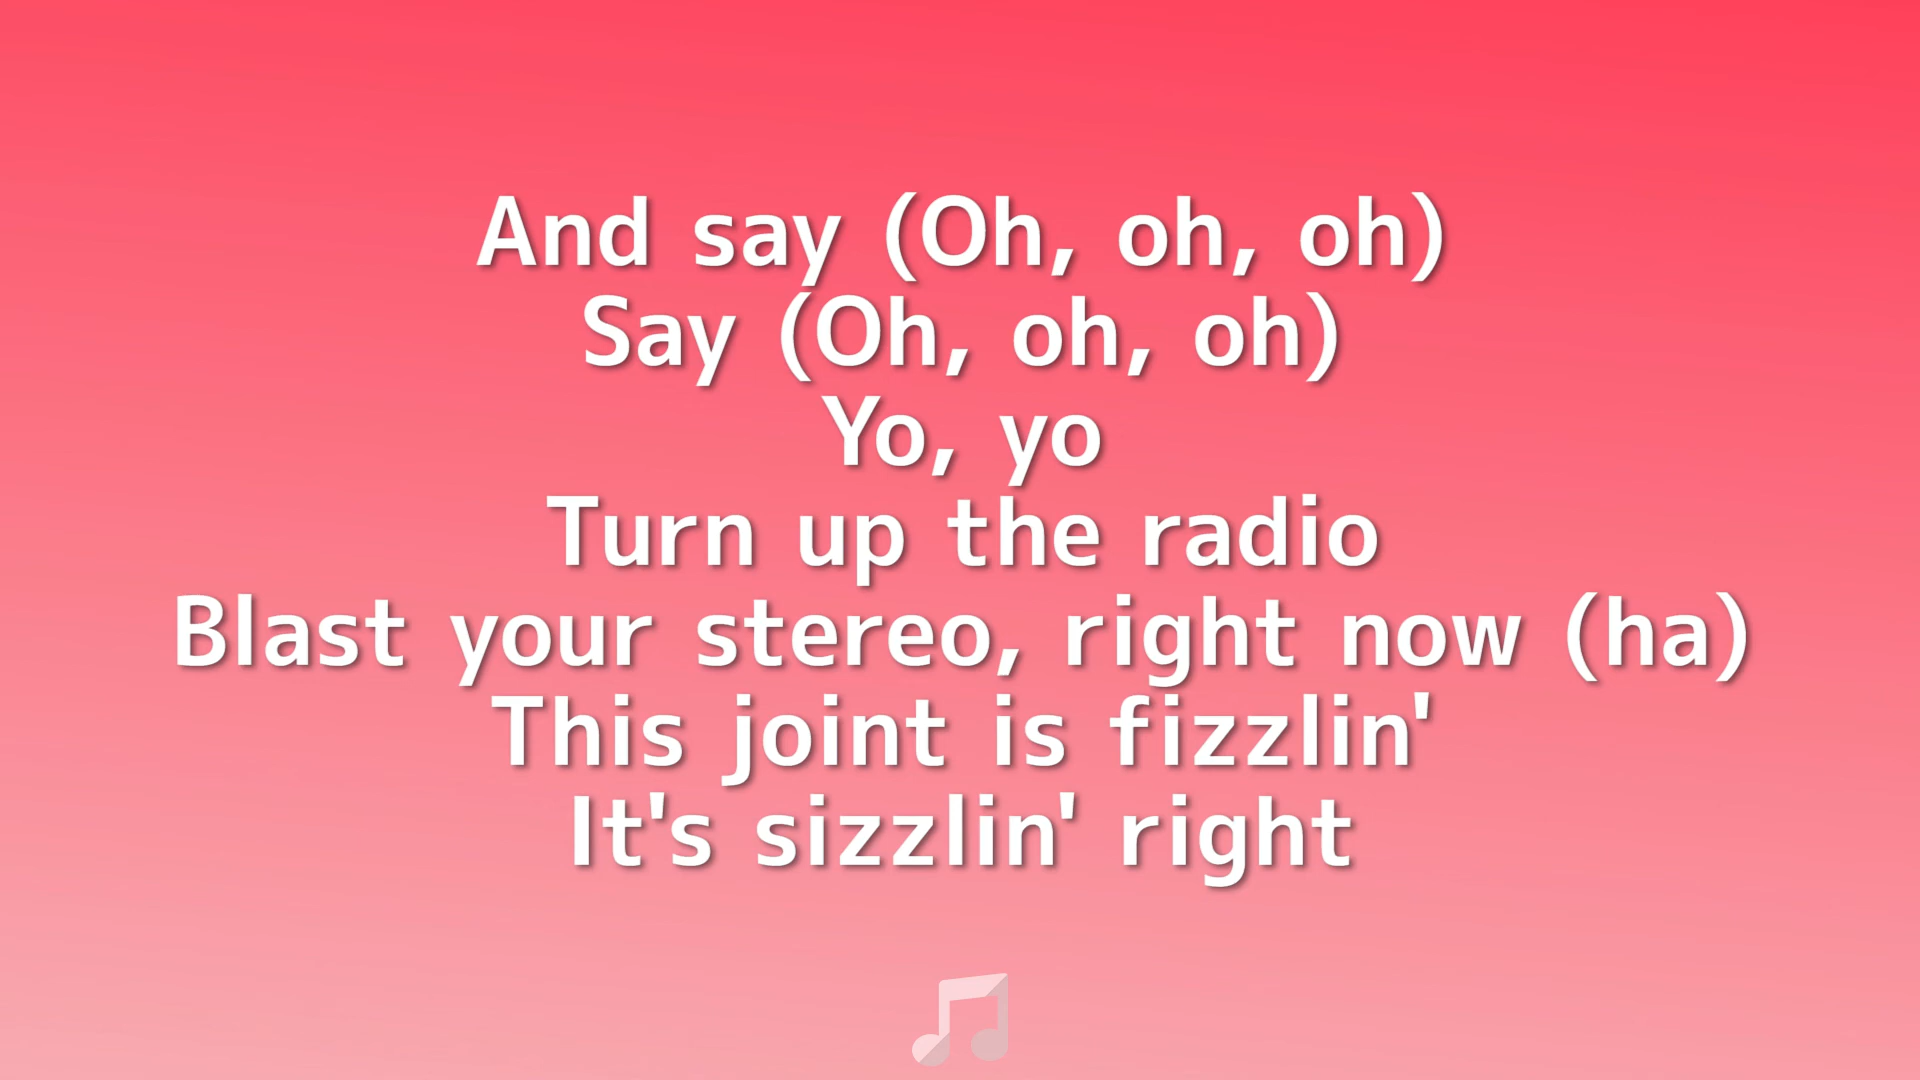 And say (Oh, oh, oh)
Say (Oh, oh, oh)
Yo, yo
Turn up the radio
Blast your stereo, right now (ha)
This joint is fizzlin'
It's sizzlin' right